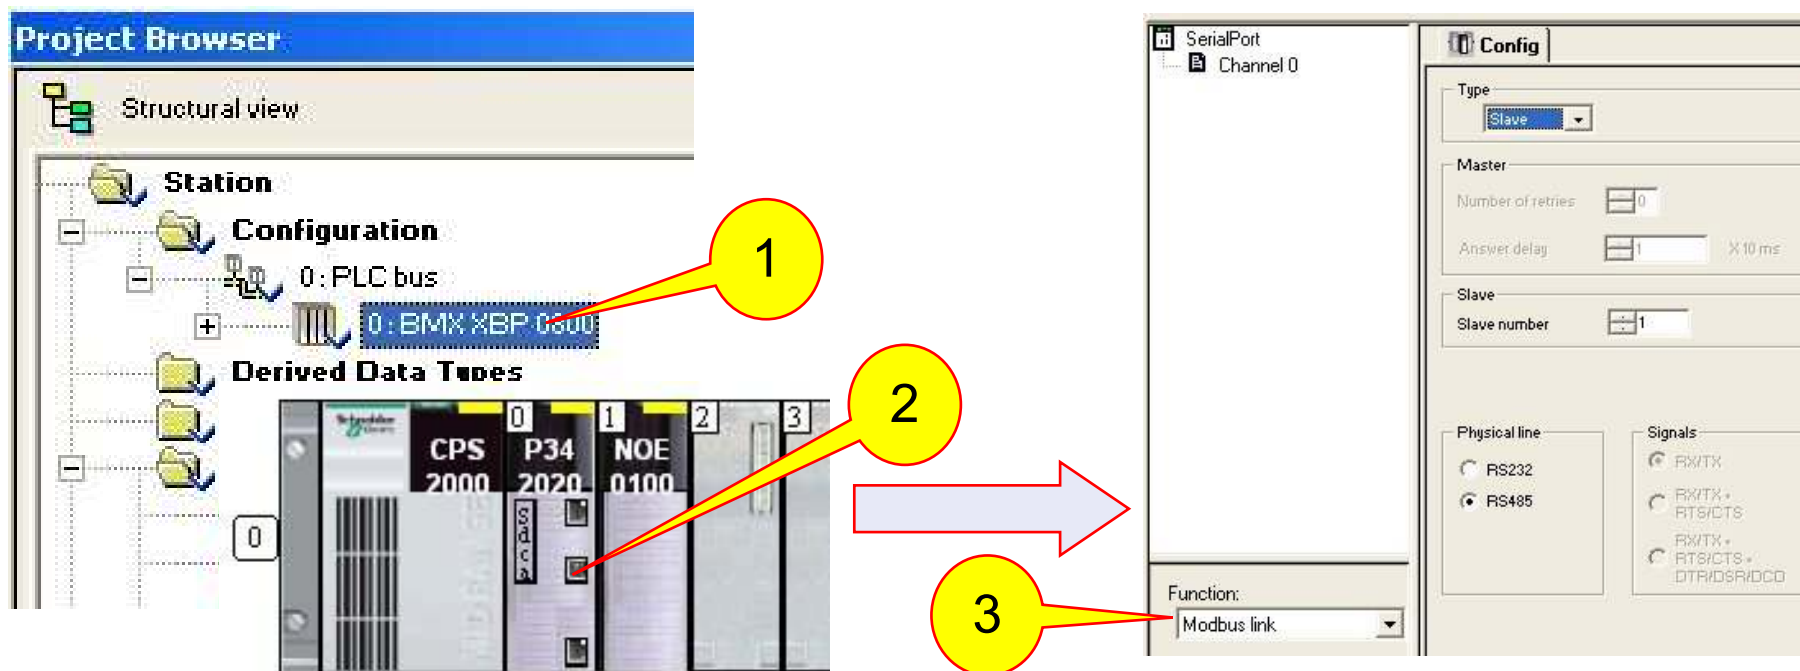 Project Browser
Structural view
Station
Configuration
0 : PLC bus
0 : BMX XBP 0800
Derived Data Types
1
2
3
0
Schneider
Electric
CPS
2000
0
P34
2020
1
NOE
0100
2
3
SerialPort
Channel 0
Function:
Modbus link
Config
Type
Slave
Master
Number of retries
0
Answer delay
1
X 10 ms
Slave
Slave number
1
Physical line
RS232
RS485
Signals
RX/TX
RX/TX +
RTS/CTS
RX/TX +
RTS/CTS +
DTR/DSR/DCD